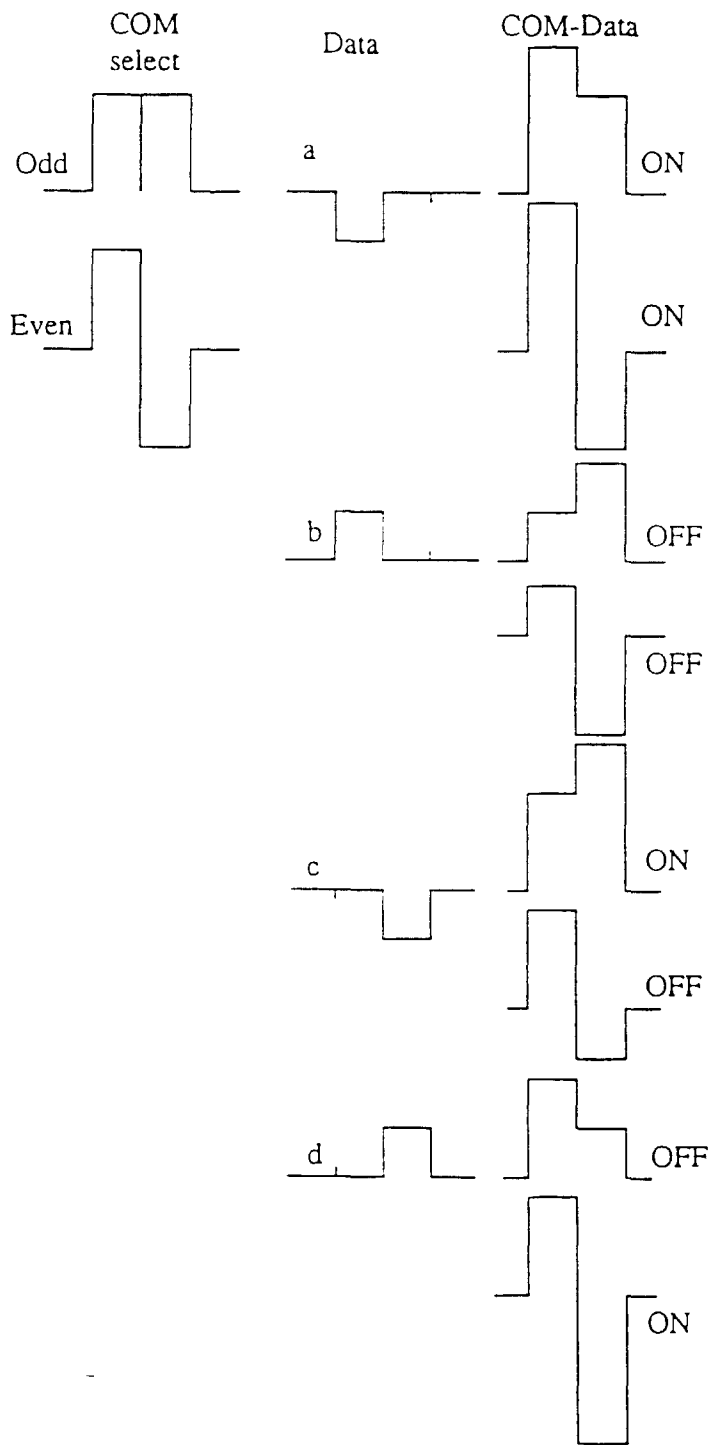 COM
select
Data
COM-Data
Odd
a
ON
Even
ON
b
OFF
OFF
c
ON
OFF
d
OFF
ON